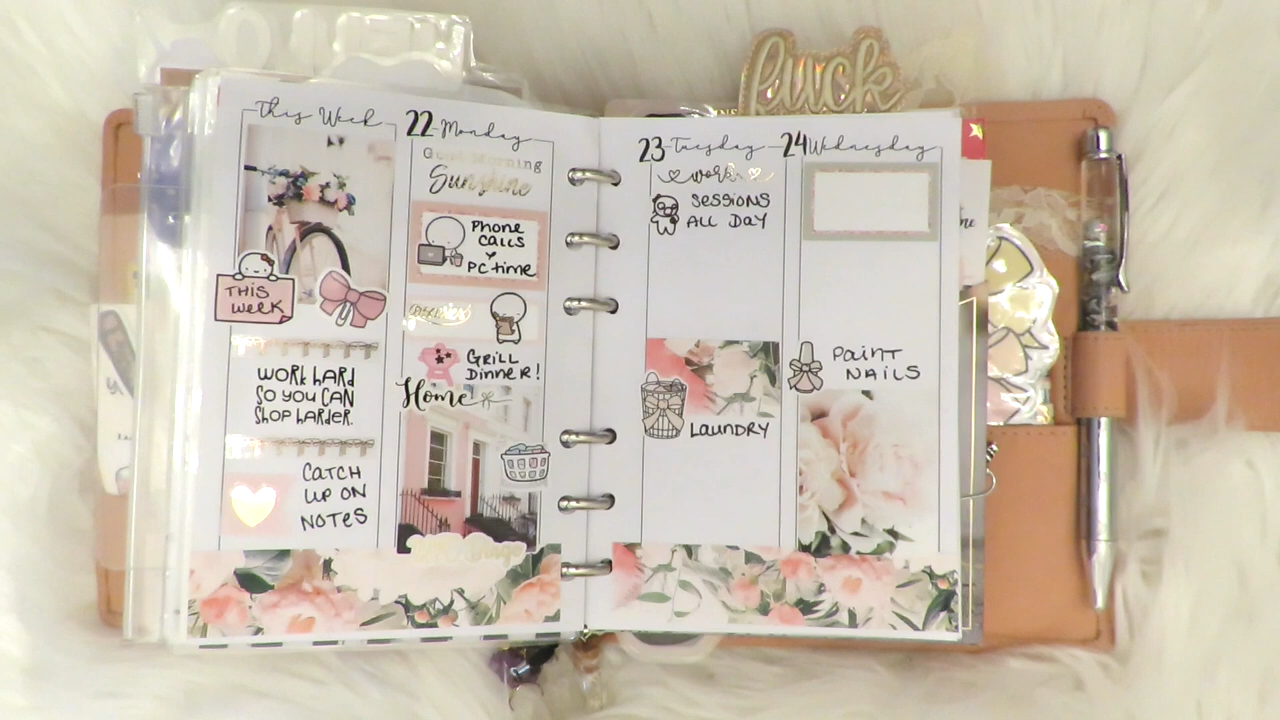 luck
This Week
THIS
WEEK
WORK HARD
SO YOU CAN
SHOP HARDER.
CATCH
UP ON
NOTES
22 Monday
Good Morning
Sunshine
PHONE
CALLS
PC TIME
GRILL
DINNER!
Home
23 Tuesday
work
SESSIONS
ALL DAY
LAUNDRY
24 Wednesday
PAINT
NAILS